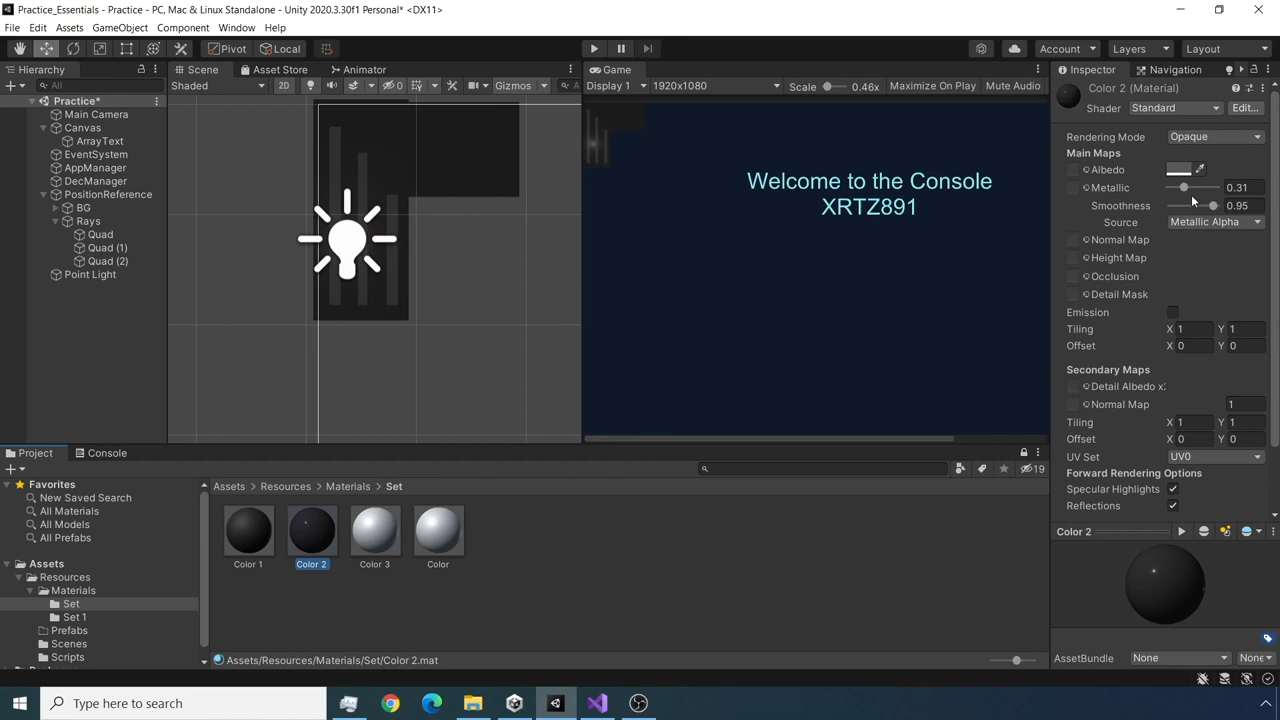 Practice_Essentials - Practice - PC, Mac & Linux Standalone - Unity 2020.3.30f1 Personal* <DX11>
File Edit Assets GameObject Component Window Help
Pivot Local Account Layers Layout
Hierarchy Scene Asset Store Animator Game Inspector Navigation
All Shaded 2D 0 Gizmos A Display 1 1920x1080 Scale 0.46x Maximize On Play Mute Audio
Color 2 (Material)
Shader Standard Edit...
Practice*
Main Camera
Canvas
ArrayText
EventSystem
AppManager
DecManager
PositionReference
BG
Rays
Quad
Quad (1)
Quad (2)
Point Light
Welcome to the Console
XRTZ891
Rendering Mode Opaque
Main Maps
Albedo
Metallic 0.31
Smoothness 0.95
Source Metallic Alpha
Normal Map
Height Map
Occlusion
Detail Mask
Emission
Tiling X 1 Y 1
Offset X 0 Y 0
Secondary Maps
Detail Albedo x
Normal Map 1
Tiling X 1 Y 1
Offset X 0 Y 0
UV Set UV0
Forward Rendering Options
Specular Highlights
Reflections
Color 2
AssetBundle None None
Project Console
19
Favorites
New Saved Search
All Materials
All Models
All Prefabs
Assets
Resources
Materials
Set
Set 1
Prefabs
Scenes
Scripts
Assets > Resources > Materials > Set
Color 1 Color 2 Color 3 Color
Assets/Resources/Materials/Set/Color 2.mat
Type here to search